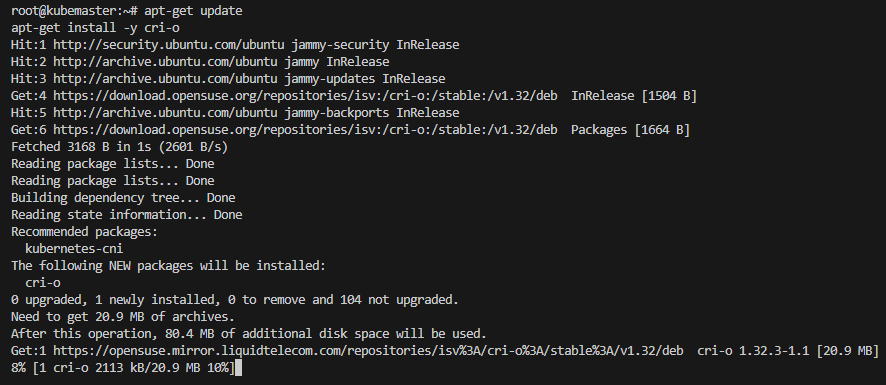 root@kubemaster:~# apt-get update
apt-get install -y cri-o
Hit:1 http://security.ubuntu.com/ubuntu jammy-security InRelease
Hit:2 http://archive.ubuntu.com/ubuntu jammy InRelease
Hit:3 http://archive.ubuntu.com/ubuntu jammy-updates InRelease
Get:4 https://download.opensuse.org/repositories/isv:/cri-o:/stable:/v1.32/deb  InRelease [1504 B]
Hit:5 http://archive.ubuntu.com/ubuntu jammy-backports InRelease
Get:6 https://download.opensuse.org/repositories/isv:/cri-o:/stable:/v1.32/deb  Packages [1664 B]
Fetched 3168 B in 1s (2601 B/s)
Reading package lists... Done
Reading package lists... Done
Building dependency tree... Done
Reading state information... Done
Recommended packages:
  kubernetes-cni
The following NEW packages will be installed:
  cri-o
0 upgraded, 1 newly installed, 0 to remove and 104 not upgraded.
Need to get 20.9 MB of archives.
After this operation, 80.4 MB of additional disk space will be used.
Get:1 https://opensuse.mirror.liquidtelecom.com/repositories/isv%3A/cri-o%3A/stable%3A/v1.32/deb  cri-o 1.32.3-1.1 [20.9 MB]
8% [1 cri-o 2113 kB/20.9 MB 10%]